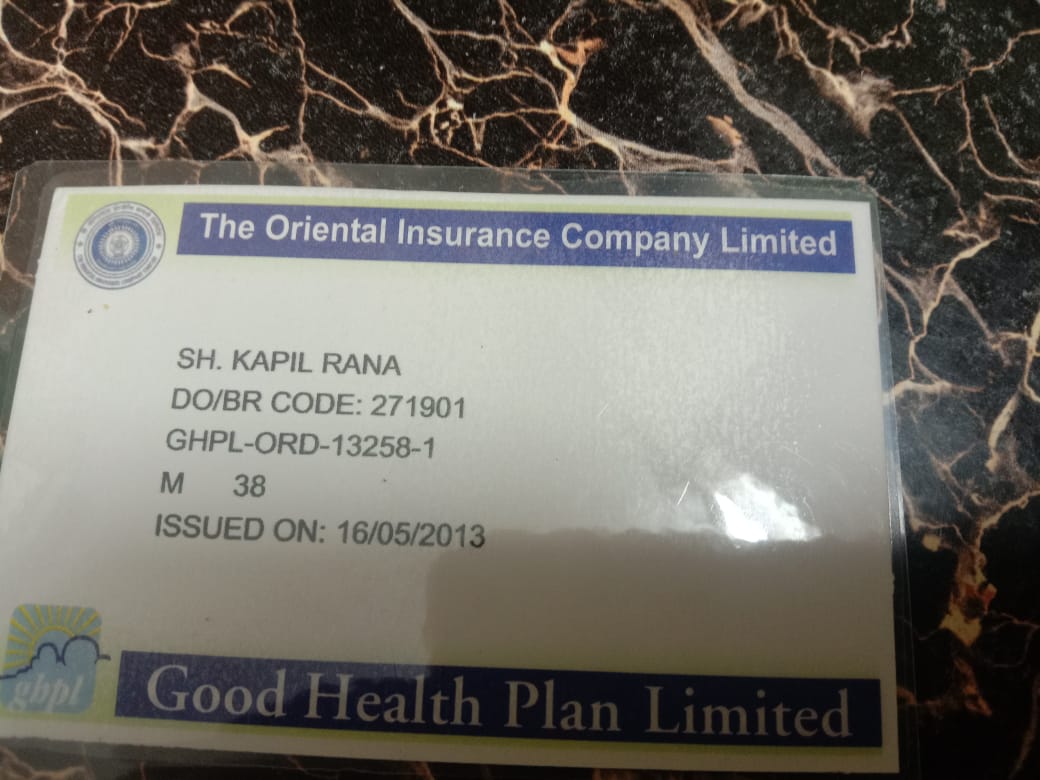 The Oriental Insurance Company Limited
SH. KAPIL RANA
DO/BR CODE: 271901
GHPL-ORD-13258-1
M 38
ISSUED ON: 16/05/2013
ghpl
Good Health Plan Limited